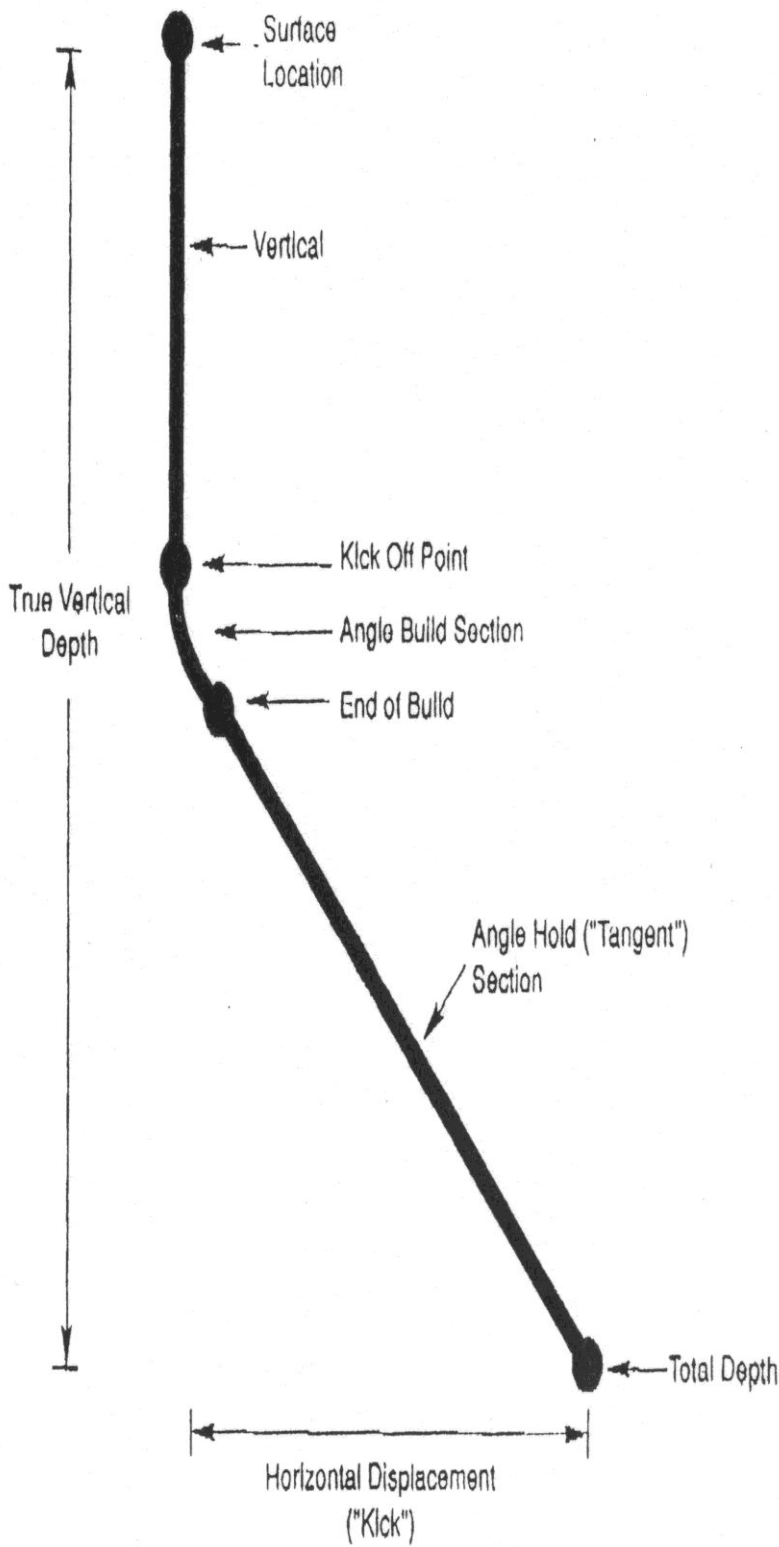 Surface
Location
Vertical
Kick Off Point
True Vertical
Depth
Angle Build Section
End of Build
Angle Hold ("Tangent")
Section
Total Depth
Horizontal Displacement
("Kick")